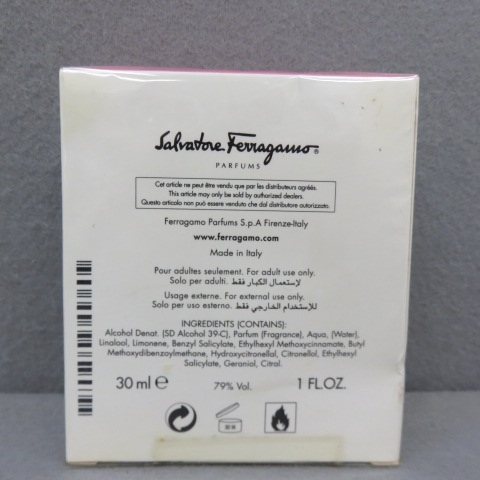 Salvatore Ferragamo®
PARFUMS
Cet article ne peut être vendu que par les distributeurs agréés.
This article may only be sold by authorized dealers.
Questo articolo non può essere venduto che dal distributore autorizzato.
Ferragamo Parfums S.p.A Firenze-Italy
www.ferragamo.com
Made in Italy
Pour adultes seulement. For adult use only.
Solo per adulti. لإستعمال الكبار فقط.
Usage externe. For external use only.
Solo per uso esterno. للإستخدام الخارجي فقط.
INGREDIENTS (CONTAINS):
Alcohol Denat. (SD Alcohol 39-C), Parfum (Fragrance), Aqua, (Water),
Linalool, Limonene, Benzyl Salicylate, Ethylhexyl Methoxycinnamate, Butyl
Methoxydibenzoylmethane, Hydroxycitronellal, Citronellol, Ethylhexyl
Salicylate, Geraniol, Citral.
30 ml e 79% Vol. 1 FL.OZ.